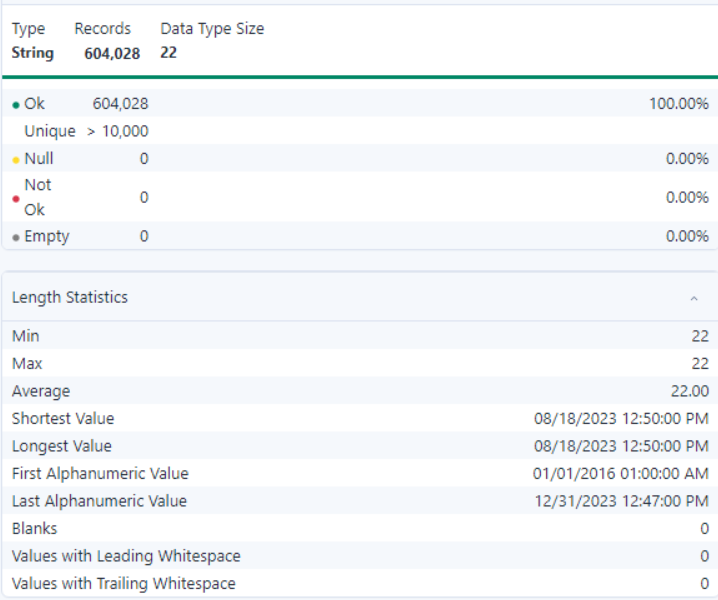 Type Records Data Type Size
String 604,028 22
Ok 604,028 100.00%
Unique > 10,000
Null 0 0.00%
Not
Ok 0 0.00%
Empty 0 0.00%
Length Statistics
Min 22
Max 22
Average 22.00
Shortest Value 08/18/2023 12:50:00 PM
Longest Value 08/18/2023 12:50:00 PM
First Alphanumeric Value 01/01/2016 01:00:00 AM
Last Alphanumeric Value 12/31/2023 12:47:00 PM
Blanks 0
Values with Leading Whitespace 0
Values with Trailing Whitespace 0